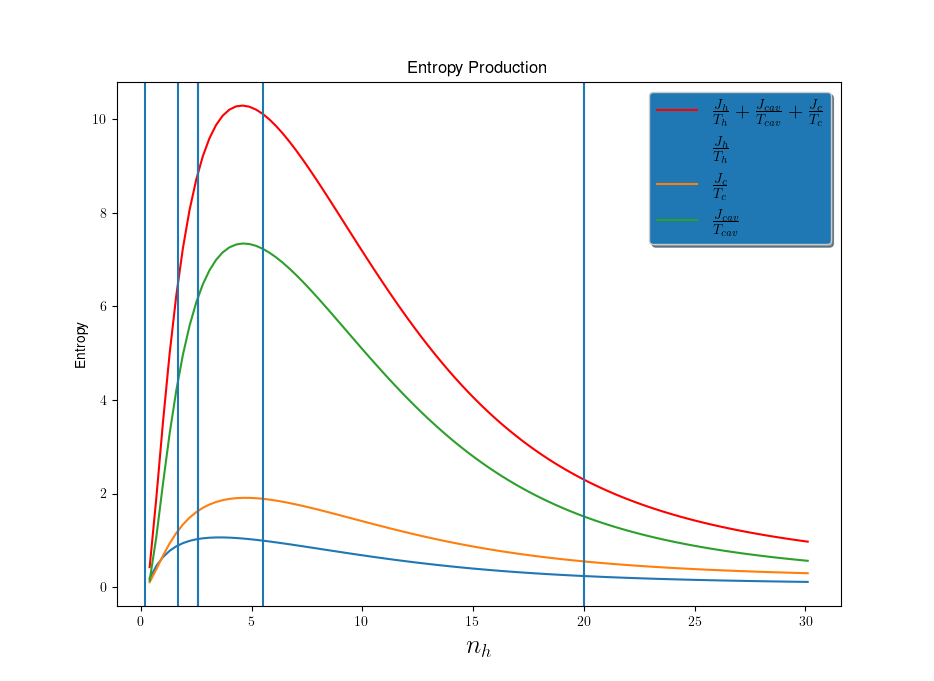 Entropy Production
10
8
6
4
2
0
Entropy
0 5 10 15 20 25 30
n_h
J_h/T_h + J_cav/T_cav + J_c/T_c
J_h/T_h
J_c/T_c
J_cav/T_cav